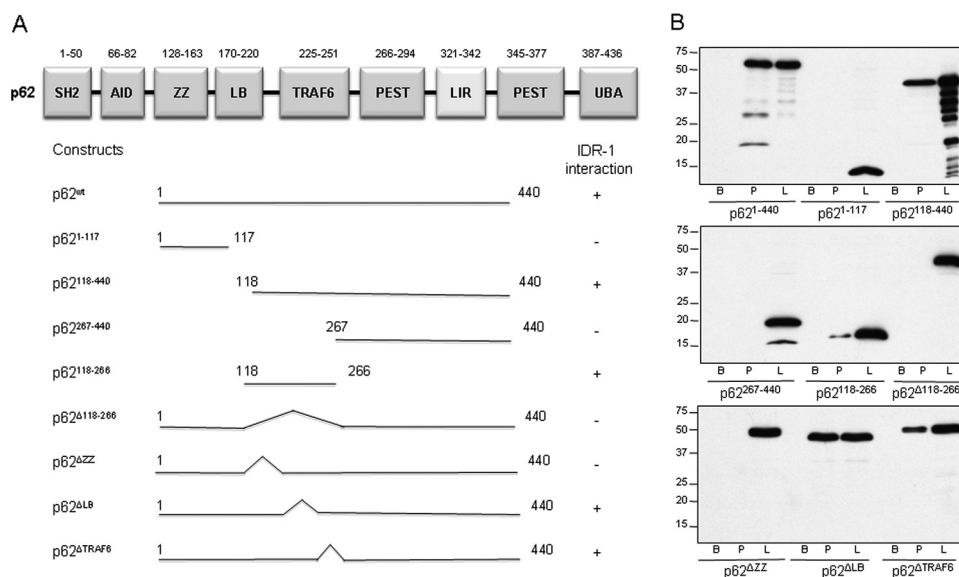 A
1-50 66-82 128-163 170-220 225-251 266-294 321-342 345-377 387-436
p62 SH2 AID ZZ LB TRAF6 PEST LIR PEST UBA
Constructs IDR-1 interaction
p62wt 1 440 +
p621-117 1 117 -
p62118-440 118 440 +
p62267-440 267 440 -
p62118-266 118 266 +
p62Δ118-266 1 440 -
p62ΔZZ 1 440 -
p62ΔLB 1 440 +
p62ΔTRAF6 1 440 +
B
75
50
37
25
20
15
B P L B P L B P L
p621-440 p621-117 p62118-440
75
50
37
25
20
15
B P L B P L B P L
p62267-440 p62118-266 p62Δ118-266
75
50
37
25
20
15
B P L B P L B P L
p62ΔZZ p62ΔLB p62ΔTRAF6